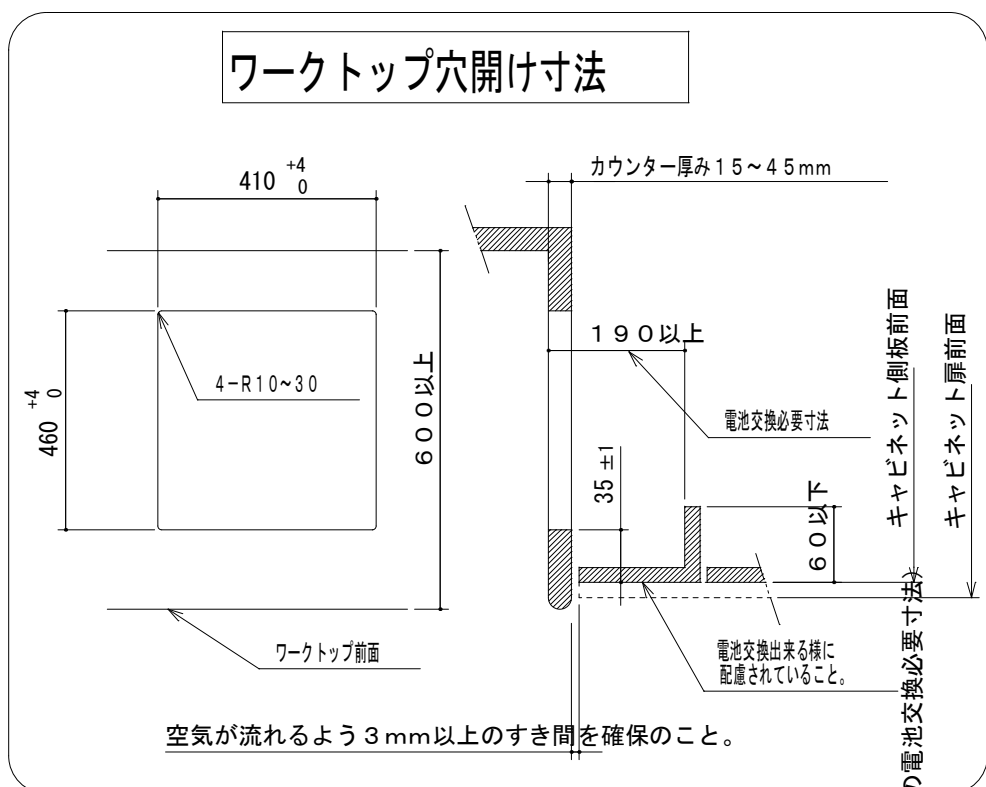 ワークトップ穴開け寸法
カウンター厚み15~45mm
410 +4 0
460 +4 0
4-R10~30
600以上
190以上
電池交換必要寸法
35 ±1
60以下
キャビネット側板前面
キャビネット扉前面
ワークトップ前面
電池交換出来る様に
配慮されていること。
の電池交換必要寸法)
空気が流れるよう3mm以上のすき間を確保のこと。